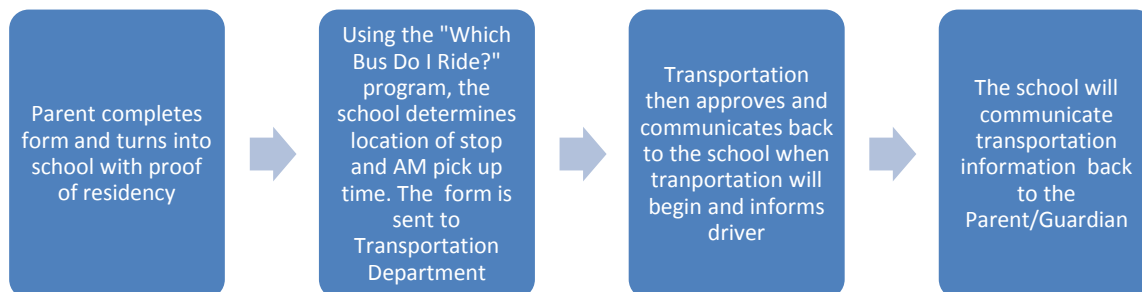 Parent completes
form and turns into
school with proof
of residency
Using the "Which
Bus Do I Ride?"
program, the
school determines
location of stop
and AM pick up
time. The form is
sent to
Transportation
Department
Transportation
then approves and
communicates back
to the school when
tranportation will
begin and informs
driver
The school will
communicate
transportation
information back
to the
Parent/Guardian